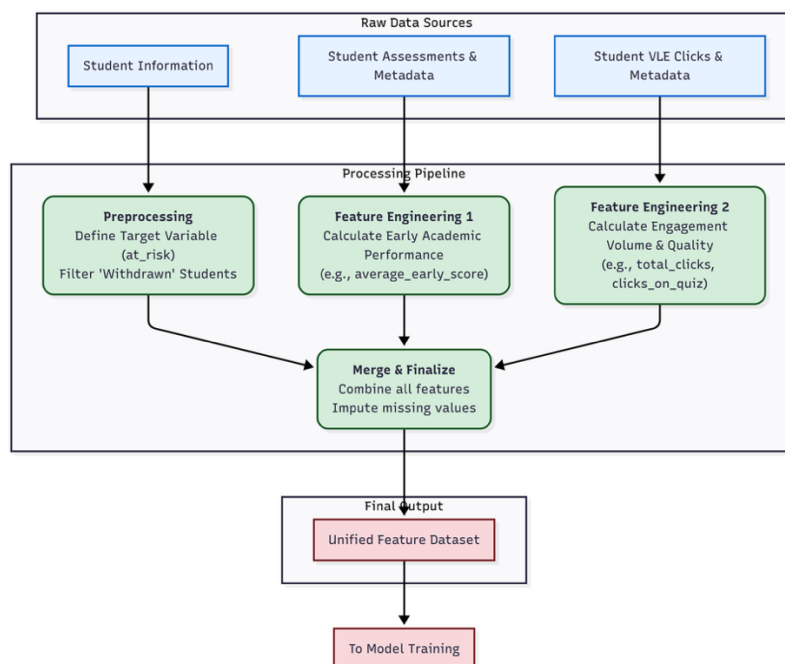 Raw Data Sources
Student Information
Student Assessments &
Metadata
Student VLE Clicks &
Metadata
Processing Pipeline
Preprocessing
Define Target Variable
(at_risk)
Filter 'Withdrawn' Students
Feature Engineering 1
Calculate Early Academic
Performance
(e.g., average_early_score)
Feature Engineering 2
Calculate Engagement
Volume & Quality
(e.g., total_clicks,
clicks_on_quiz)
Merge & Finalize
Combine all features
Impute missing values
Final Output
Unified Feature Dataset
To Model Training